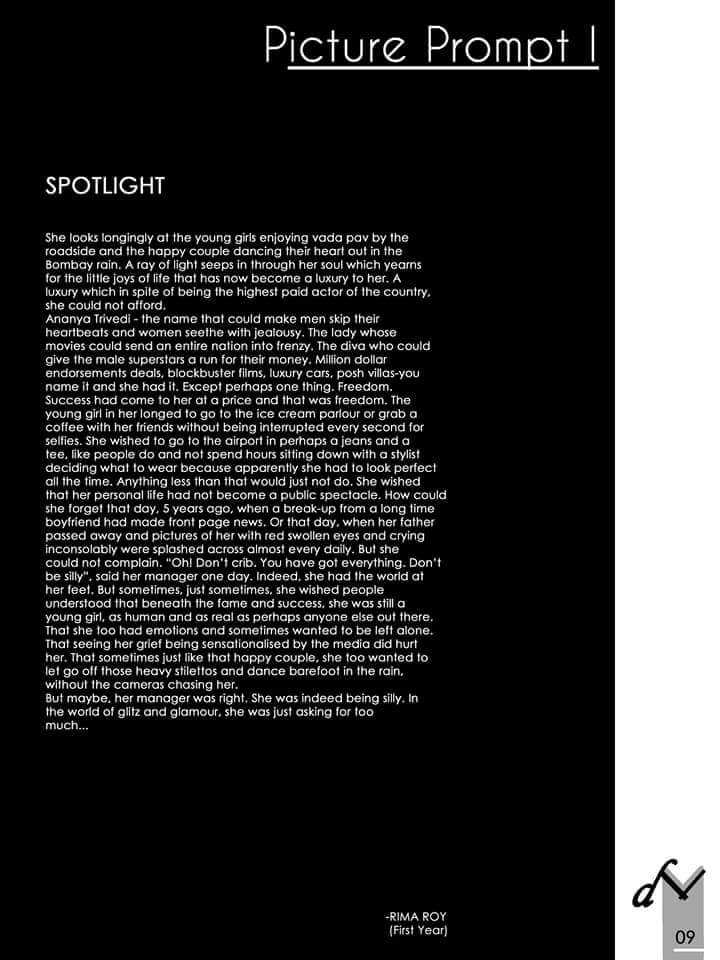 Picture Prompt I
SPOTLIGHT
She looks longingly at the young girls enjoying vada pav by the
roadside and the happy couple dancing their heart out in the
Bombay rain. A ray of light seeps in through her soul which yearns
for the little joys of life that has now become a luxury to her. A
luxury which in spite of being the highest paid actor of the country,
she could not afford.
Ananya Trivedi - the name that could make men skip their
heartbeats and women seethe with jealousy. The lady whose
movies could send an entire nation into frenzy. The diva who could
give the male superstars a run for their money. Million dollar
endorsements deals, blockbuster films, luxury cars, posh villas-you
name it and she had it. Except perhaps one thing. Freedom.
Success had come to her at a price and that was freedom. The
young girl in her longed to go to the ice cream parlour or grab a
coffee with her friends without being interrupted every second for
selfies. She wished to go to the airport in perhaps a jeans and a
tee, like people do and not spend hours sitting down with a stylist
deciding what to wear because apparently she had to look perfect
all the time. Anything less than that would just not do. She wished
that her personal life had not become a public spectacle. How could
she forget that day, 5 years ago, when a break-up from a long time
boyfriend had made front page news. Or that day, when her father
passed away and pictures of her with red swollen eyes and crying
inconsolably were splashed across almost every daily. But she
could not complain. "Oh! Don't crib. You have got everything. Don't
be silly", said her manager one day. Indeed, she had the world at
her feet. But sometimes, just sometimes, she wished people
understood that beneath the fame and success, she was still a
young girl, as human and as real as perhaps anyone else out there.
That she too had emotions and sometimes wanted to be left alone.
That seeing her grief being sensationalised by the media did hurt
her. That sometimes just like that happy couple, she too wanted to
let go off those heavy stilettos and dance barefoot in the rain,
without the cameras chasing her.
But maybe, her manager was right. She was indeed being silly. In
the world of glitz and glamour, she was just asking for too
much...
-RIMA ROY
(First Year)
09